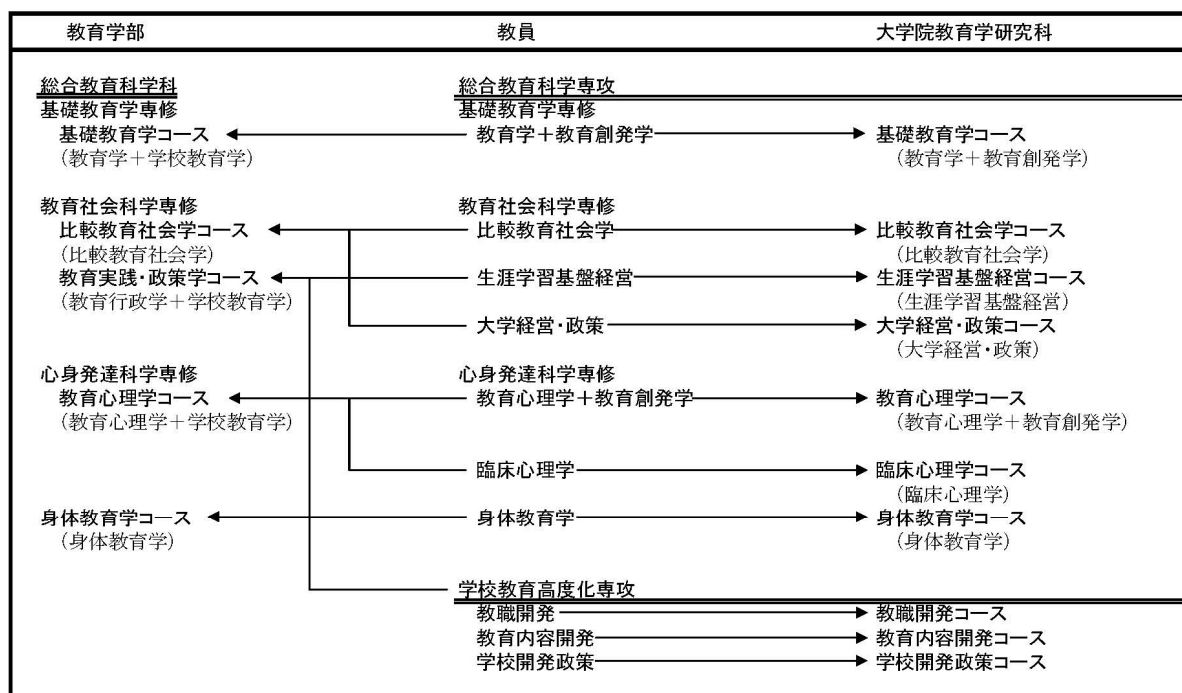 教育学部 教員 大学院教育学研究科
総合教育科学科 総合教育科学専攻
基礎教育学専修 基礎教育学専修
基礎教育学コース 教育学＋教育創発学 基礎教育学コース
（教育学＋学校教育学） （教育学＋教育創発学）
教育社会科学専修 教育社会科学専修
比較教育社会学コース 比較教育社会学 比較教育社会学コース
（比較教育社会学） （比較教育社会学）
教育実践・政策学コース 生涯学習基盤経営 生涯学習基盤経営コース
（教育行政学＋学校教育学） （生涯学習基盤経営）
大学経営・政策 大学経営・政策コース
（大学経営・政策）
心身発達科学専修 心身発達科学専修
教育心理学コース 教育心理学＋教育創発学 教育心理学コース
（教育心理学＋学校教育学） （教育心理学＋教育創発学）
臨床心理学 臨床心理学コース
（臨床心理学）
身体教育学コース 身体教育学 身体教育学コース
（身体教育学） （身体教育学）
学校教育高度化専攻
教職開発 教職開発コース
教育内容開発 教育内容開発コース
学校開発政策 学校開発政策コース